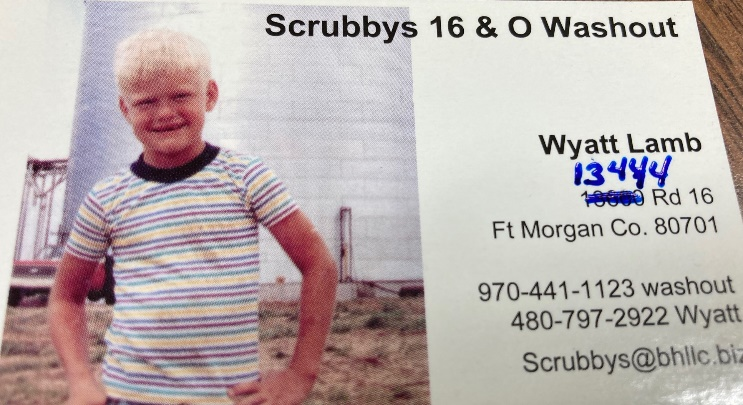 Scrubbys 16 & O Washout
Wyatt Lamb
13444
Rd 16
Ft Morgan Co. 80701
970-441-1123 washout
480-797-2922 Wyatt
Scrubbys@bhllc.biz